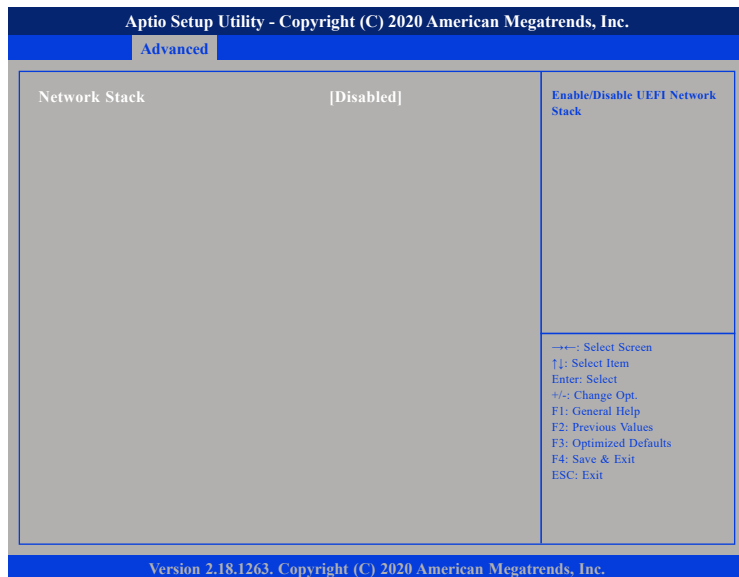 Aptio Setup Utility - Copyright (C) 2020 American Megatrends, Inc.
Advanced
Network Stack [Disabled]
Enable/Disable UEFI Network
Stack
→←: Select Screen
↑↓: Select Item
Enter: Select
+/-: Change Opt.
F1: General Help
F2: Previous Values
F3: Optimized Defaults
F4: Save & Exit
ESC: Exit
Version 2.18.1263. Copyright (C) 2020 American Megatrends, Inc.